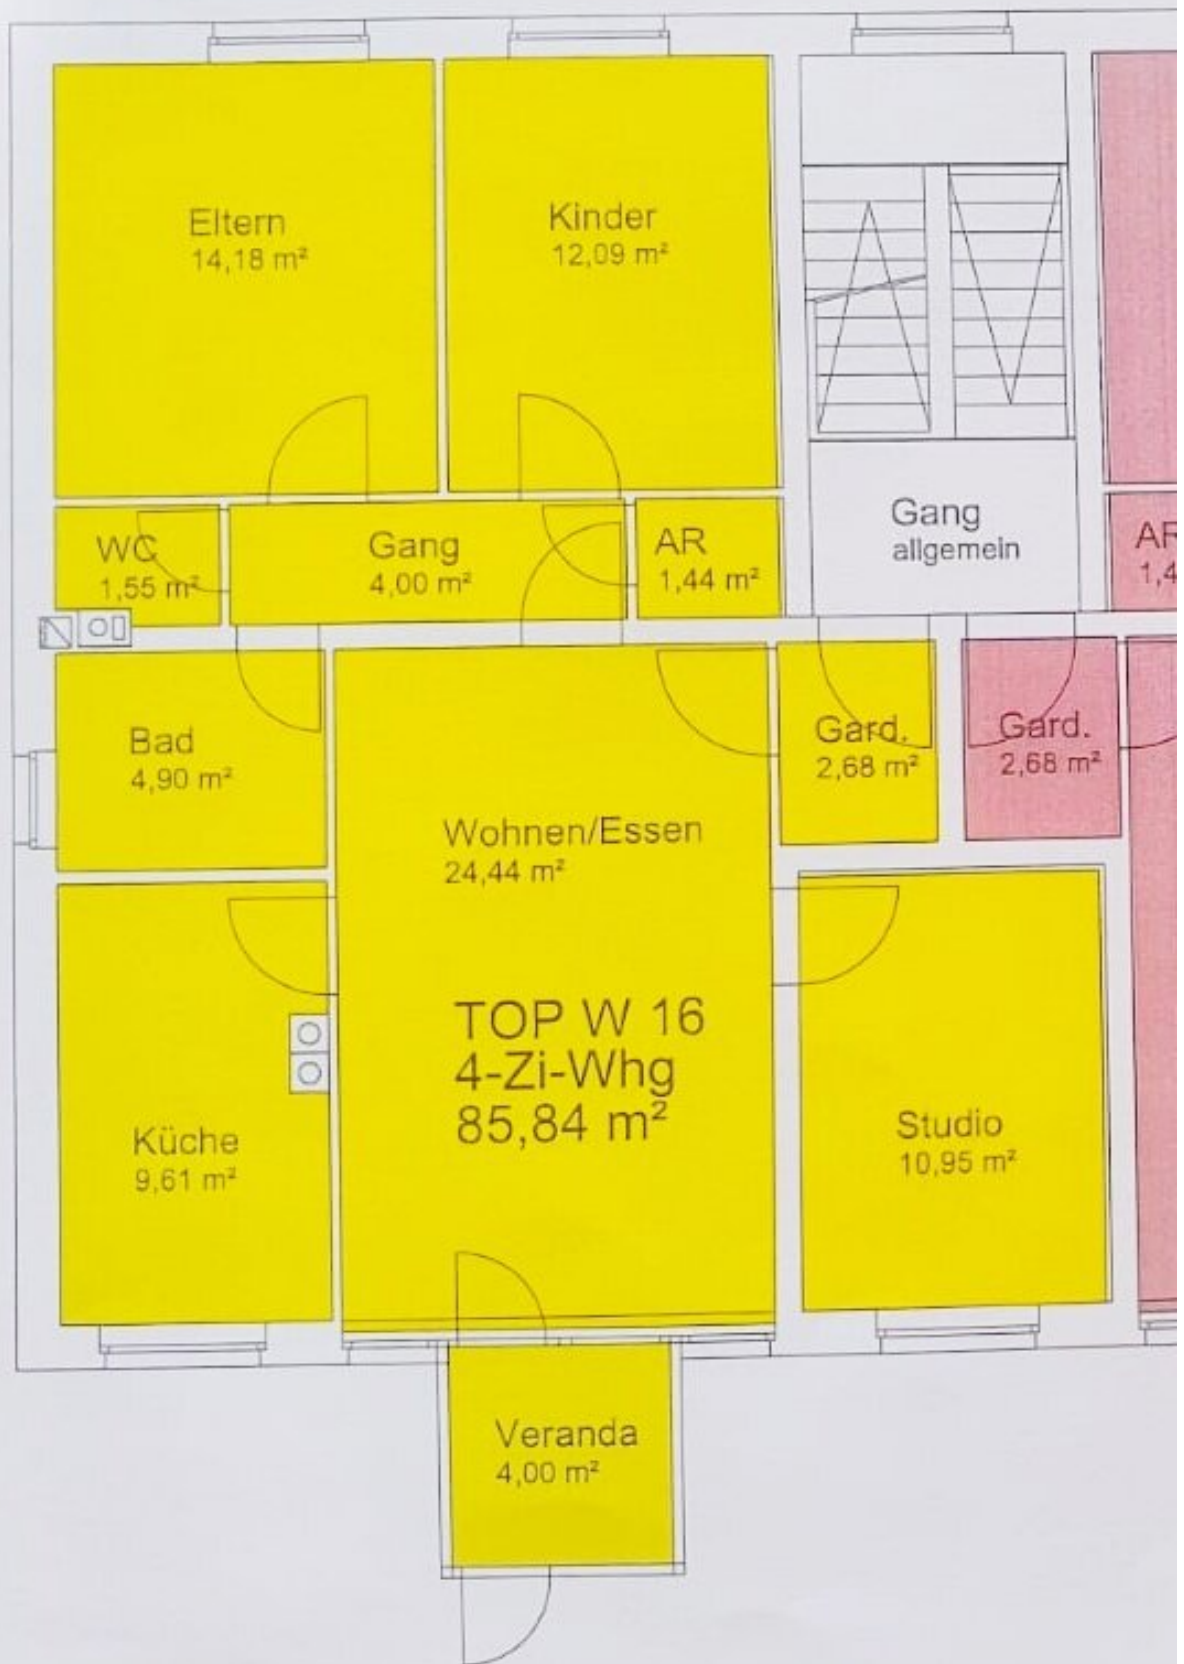 Eltern
14,18 m²
Kinder
12,09 m²
WC
1,55 m²
Gang
4,00 m²
AR
1,44 m²
Gang
allgemein
AR
1,4
Bad
4,90 m²
Gard.
2,68 m²
Gard.
2,68 m²
Wohnen/Essen
24,44 m²
TOP W 16
4-Zi-Whg
85,84 m²
Küche
9,61 m²
Studio
10,95 m²
Veranda
4,00 m²